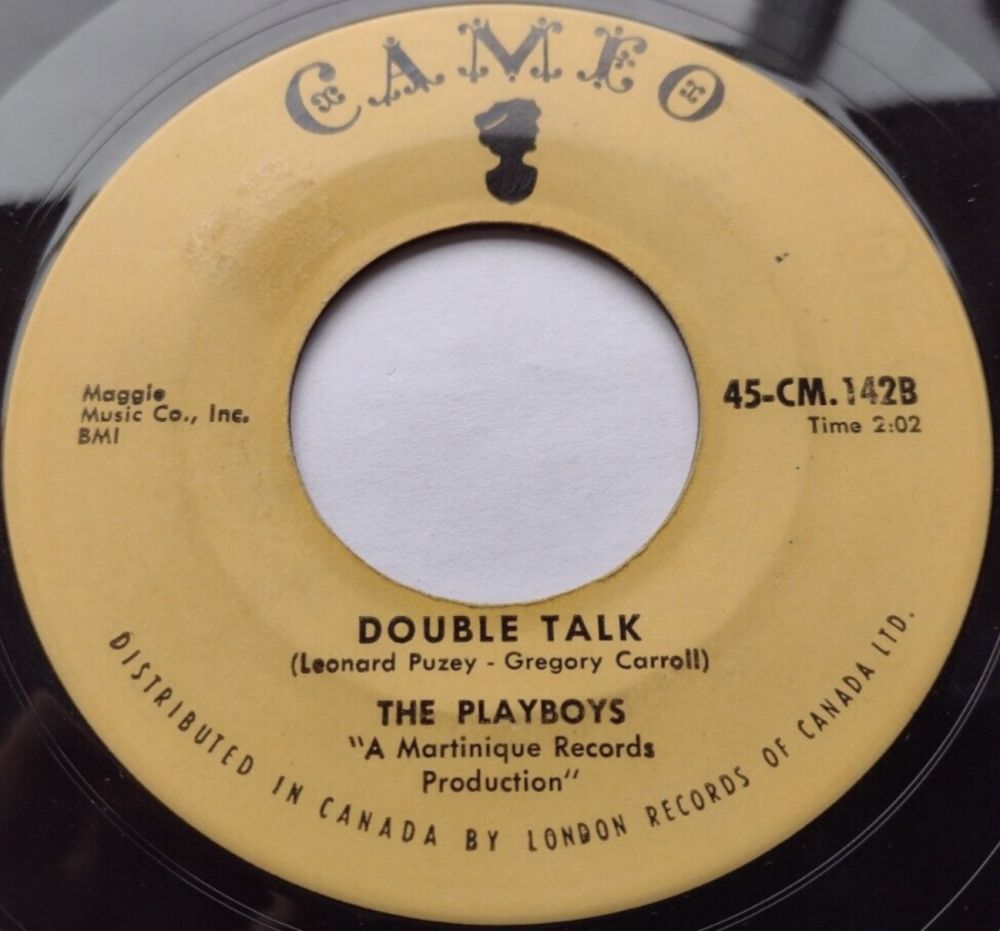 CAMEO
Maggie
Music Co., Inc.
BMI
45-CM.142B
Time 2:02
DOUBLE TALK
(Leonard Puzey - Gregory Carroll)
THE PLAYBOYS
"A Martinique Records
Production"
DISTRIBUTED IN CANADA BY LONDON RECORDS OF CANADA LTD.